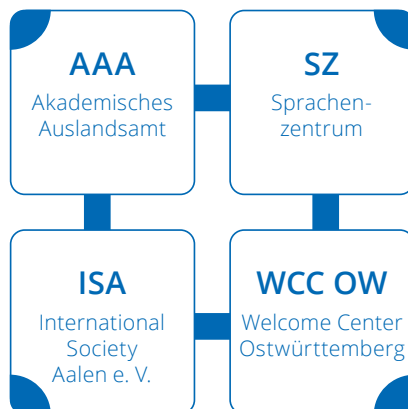 AAA
Akademisches
Auslandsamt
SZ
Sprachen-
zentrum
ISA
International
Society
Aalen e. V.
WCC OW
Welcome Center
Ostwürttemberg